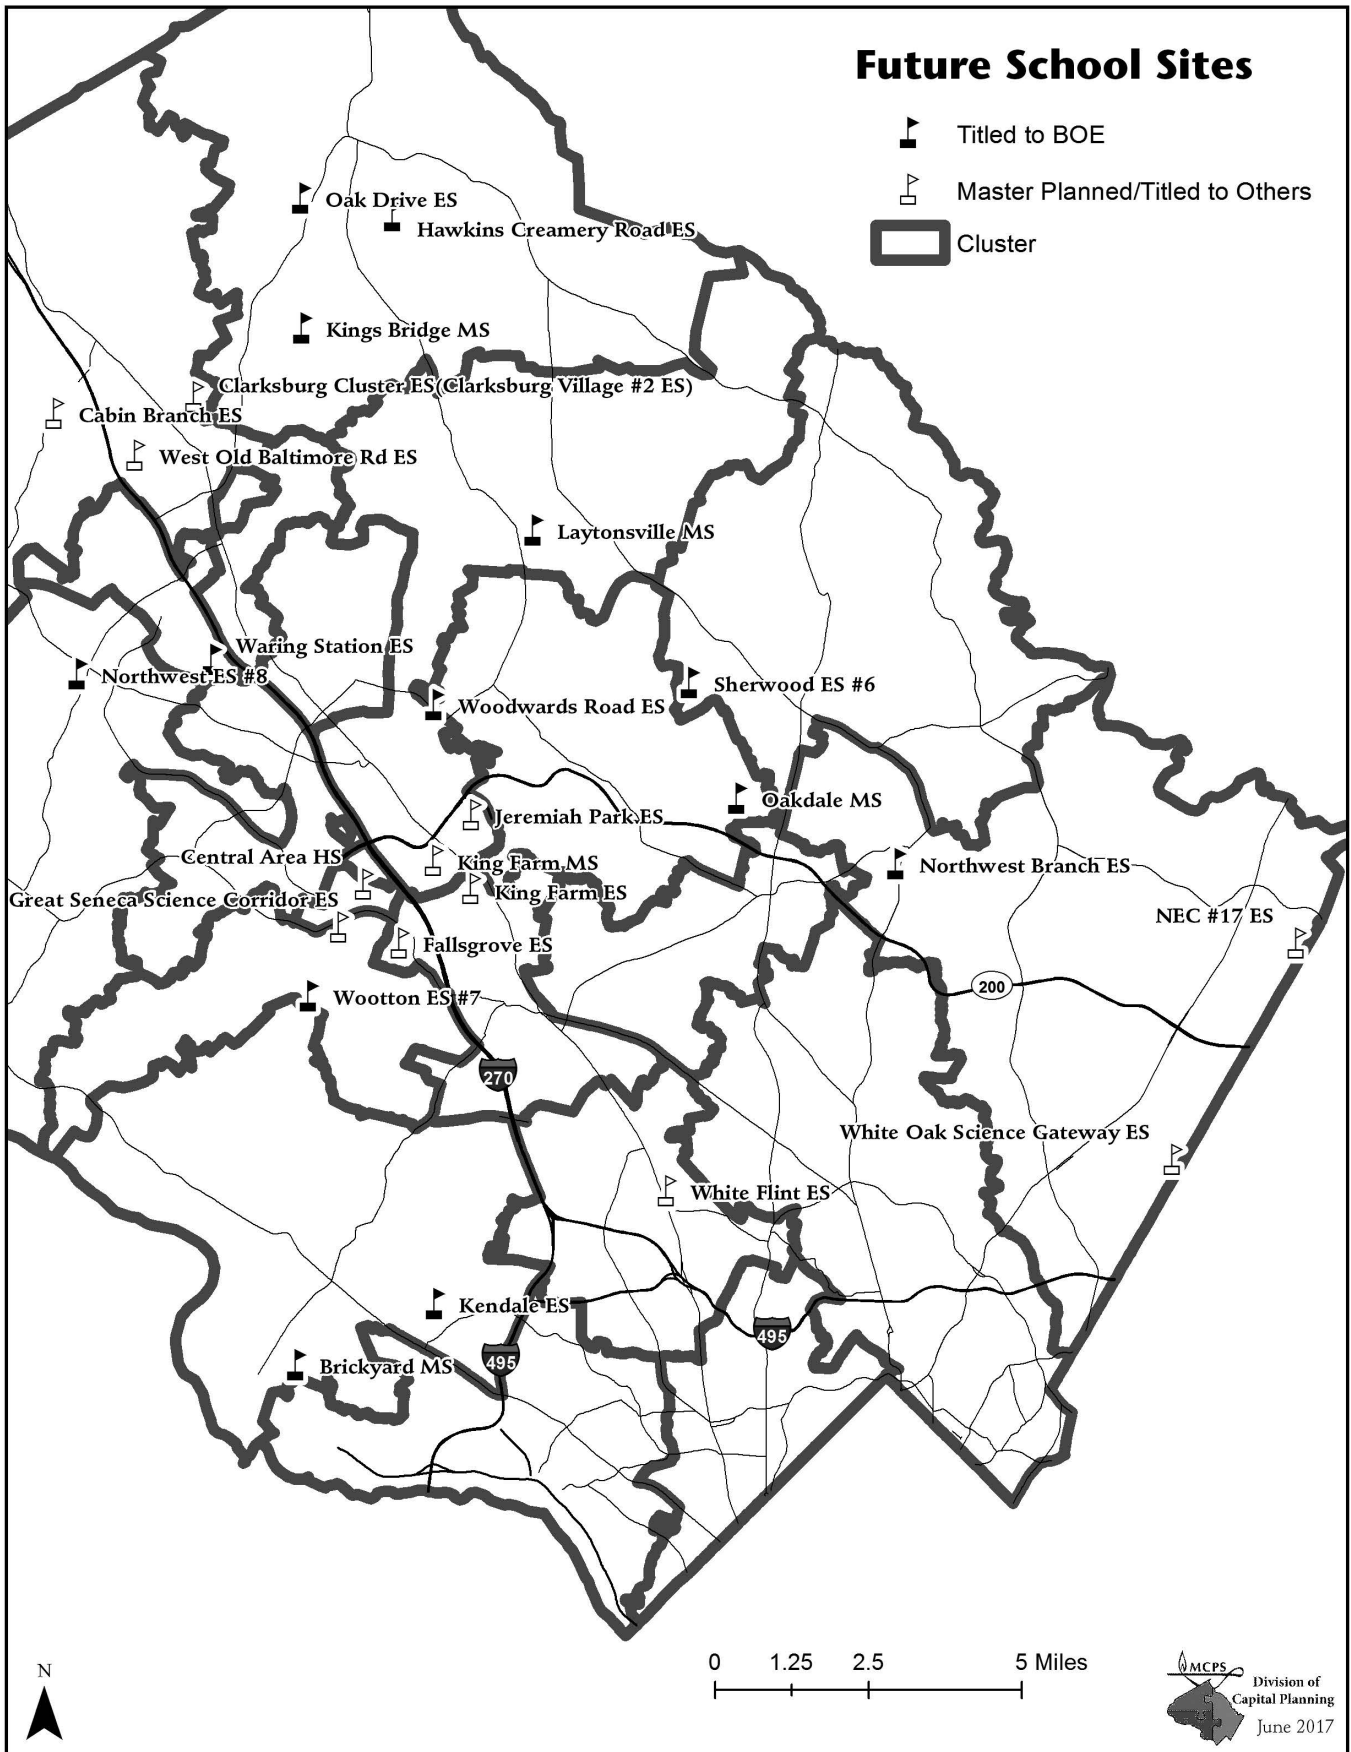 Future School Sites
Titled to BOE
Master Planned/Titled to Others
Cluster
Oak Drive ES
Hawkins Creamery Road ES
Kings Bridge MS
Clarksburg Cluster ES(Clarksburg Village #2 ES)
Cabin Branch ES
West Old Baltimore Rd ES
Laytonsville MS
Waring Station ES
Northwest ES #8
Sherwood ES #6
Woodwards Road ES
Oakdale MS
Jeremiah Park ES
Central Area HS
King Farm MS
Northwest Branch ES
King Farm ES
Great Seneca Science Corridor ES
NEC #17 ES
Fallsgrove ES
200
Wootton ES #7
270
White Oak Science Gateway ES
White Flint ES
Kendale ES
495
495
Brickyard MS
0 1.25 2.5 5 Miles
N
MCPS
Division of
Capital Planning
June 2017